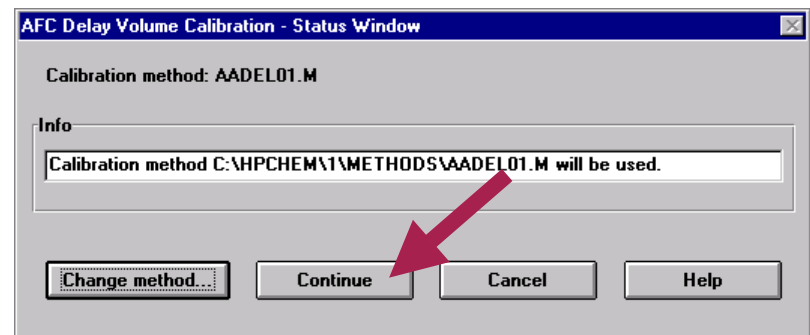 AFC Delay Volume Calibration - Status Window
Calibration method: AADEL01.M
Info
Calibration method C:\HPCHEM\1\METHODS\AADEL01.M will be used.
Change method... Continue Cancel Help